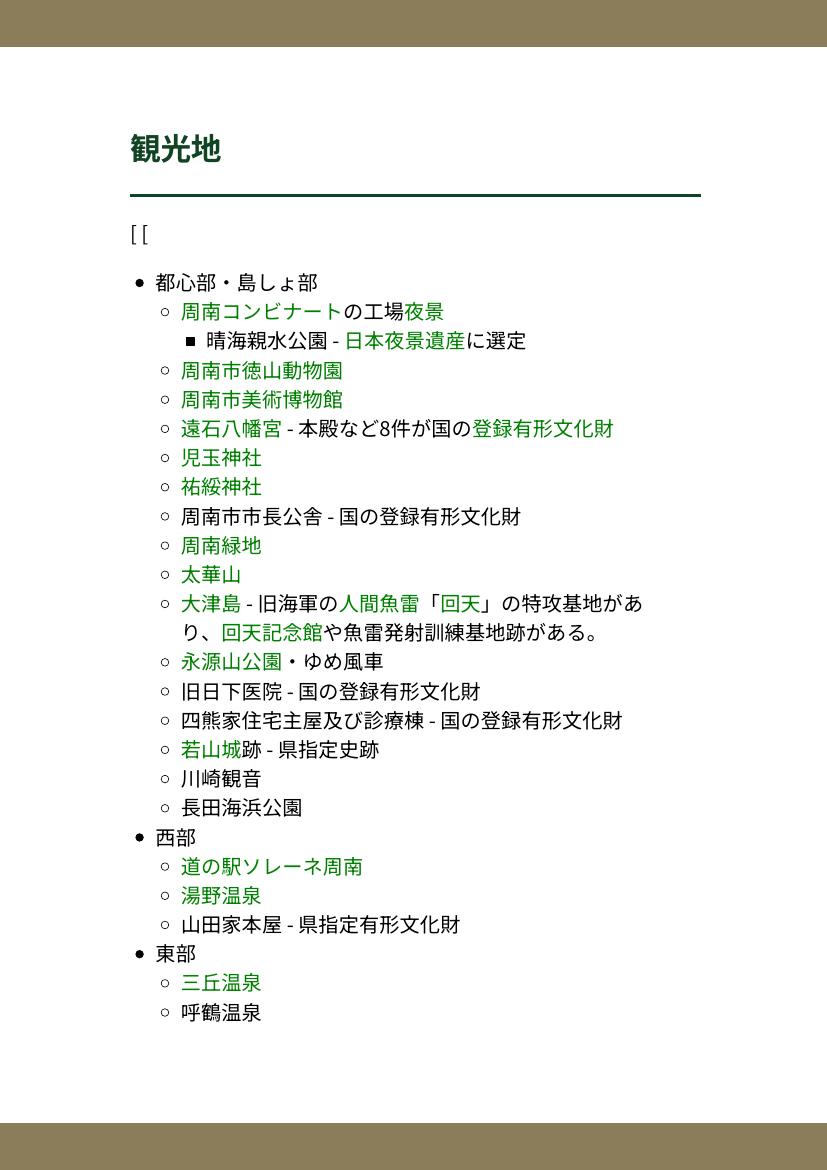 観光地
[ [
都心部・島しょ部
周南コンビナートの工場夜景
晴海親水公園 - 日本夜景遺産に選定
周南市徳山動物園
周南市美術博物館
遠石八幡宮 - 本殿など8件が国の登録有形文化財
児玉神社
祐綏神社
周南市市長公舎 - 国の登録有形文化財
周南緑地
太華山
大津島 - 旧海軍の人間魚雷「回天」の特攻基地があ
り、回天記念館や魚雷発射訓練基地跡がある。
永源山公園・ゆめ風車
旧日下医院 - 国の登録有形文化財
四熊家住宅主屋及び診療棟 - 国の登録有形文化財
若山城跡 - 県指定史跡
川崎観音
長田海浜公園
西部
道の駅ソレーネ周南
湯野温泉
山田家本屋 - 県指定有形文化財
東部
三丘温泉
呼鶴温泉